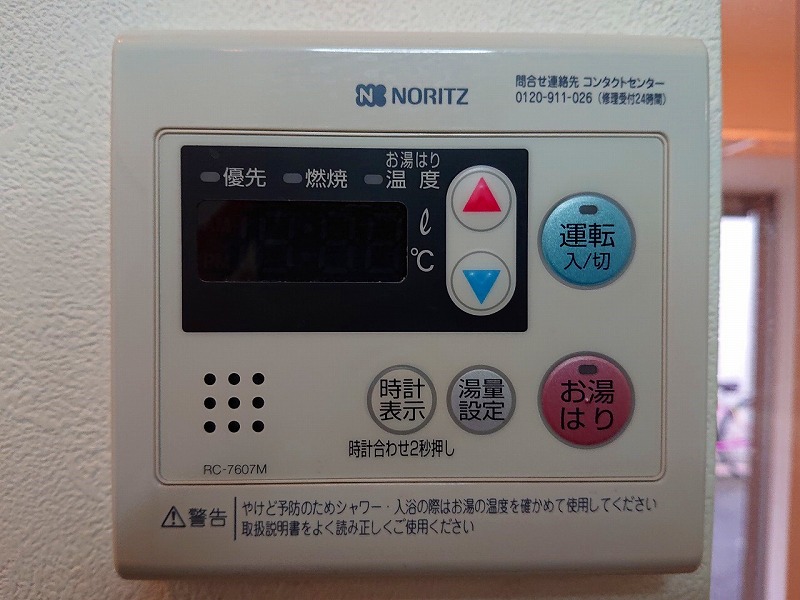 NORITZ
問合せ連絡先 コンタクトセンター
0120-911-026（修理受付24時間）
優先
燃焼
お湯はり
温度
ℓ
℃
運転
入/切
時計
表示
湯量
設定
お湯
はり
時計合わせ2秒押し
RC-7607M
警告
やけど予防のためシャワー・入浴の際はお湯の温度を確かめて使用してください
取扱説明書をよく読み正しくご使用ください